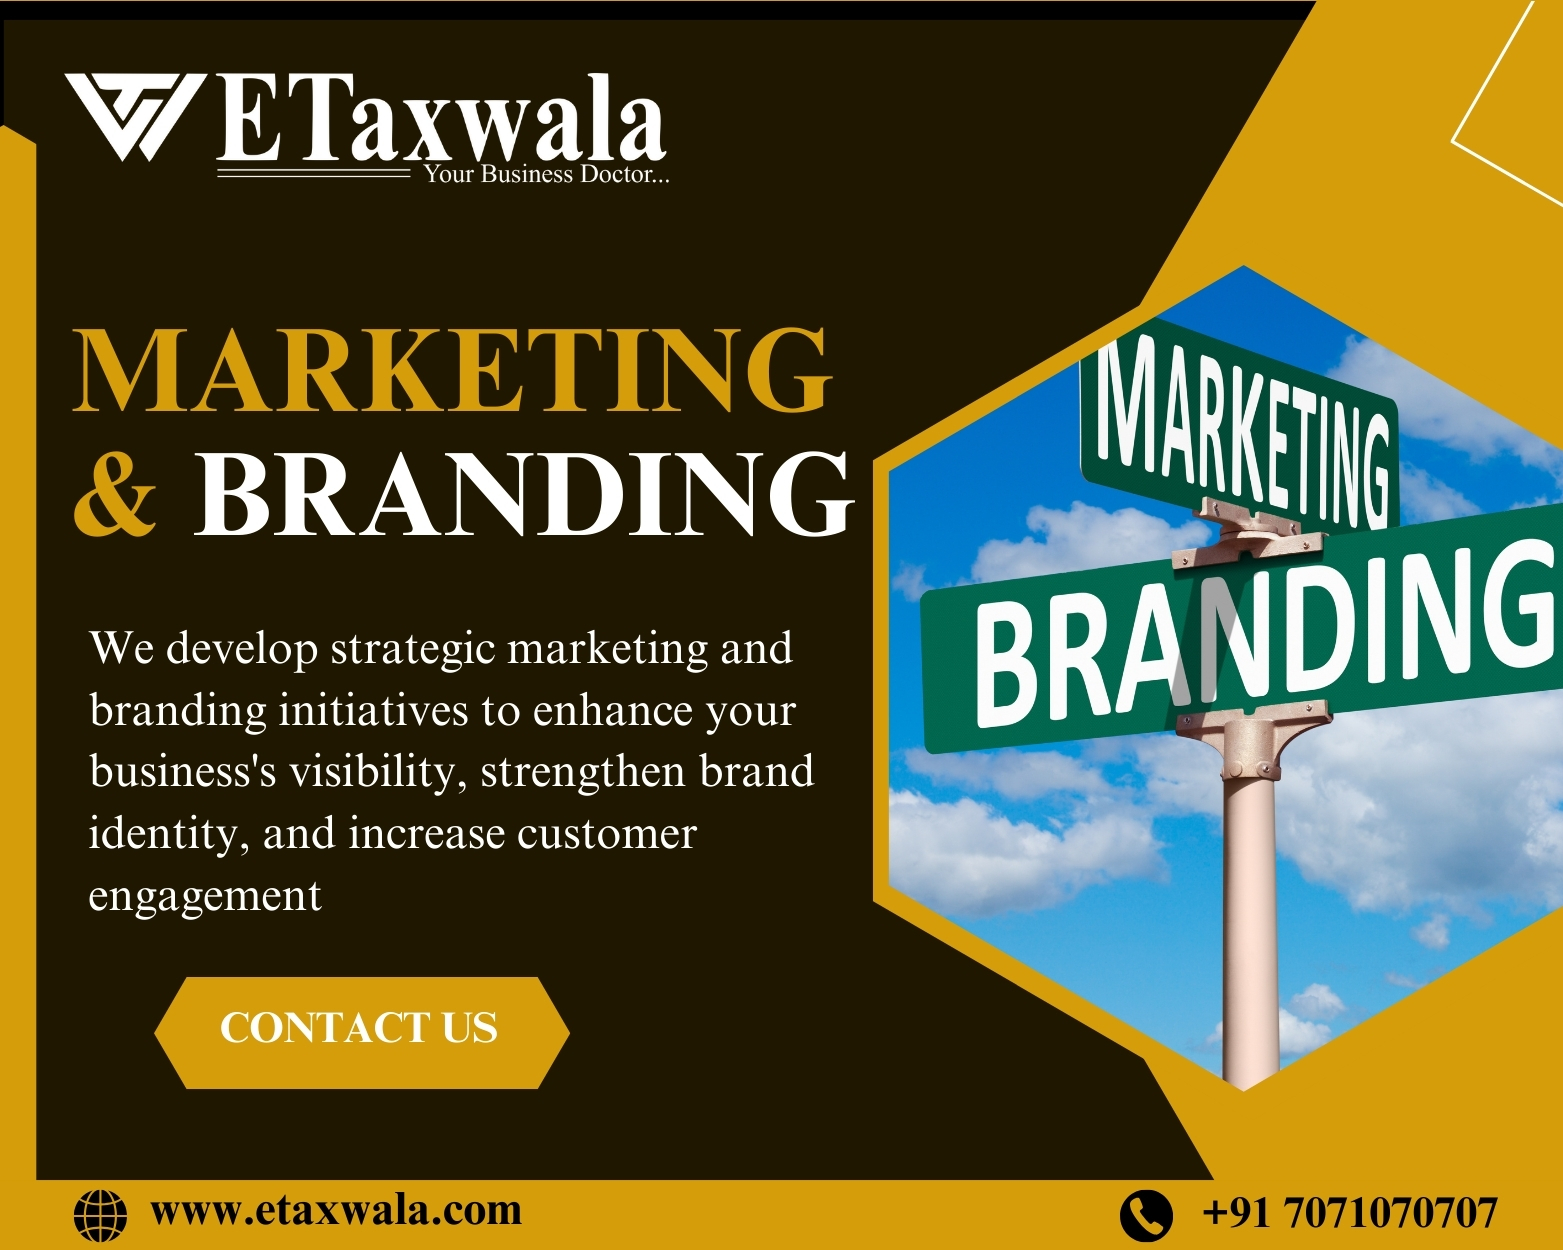 ETaxwala
Your Business Doctor...
MARKETING
& BRANDING
We develop strategic marketing and
branding initiatives to enhance your
business's visibility, strengthen brand
identity, and increase customer
engagement
CONTACT US
MARKETING
BRANDING
www.etaxwala.com
+91 7071070707